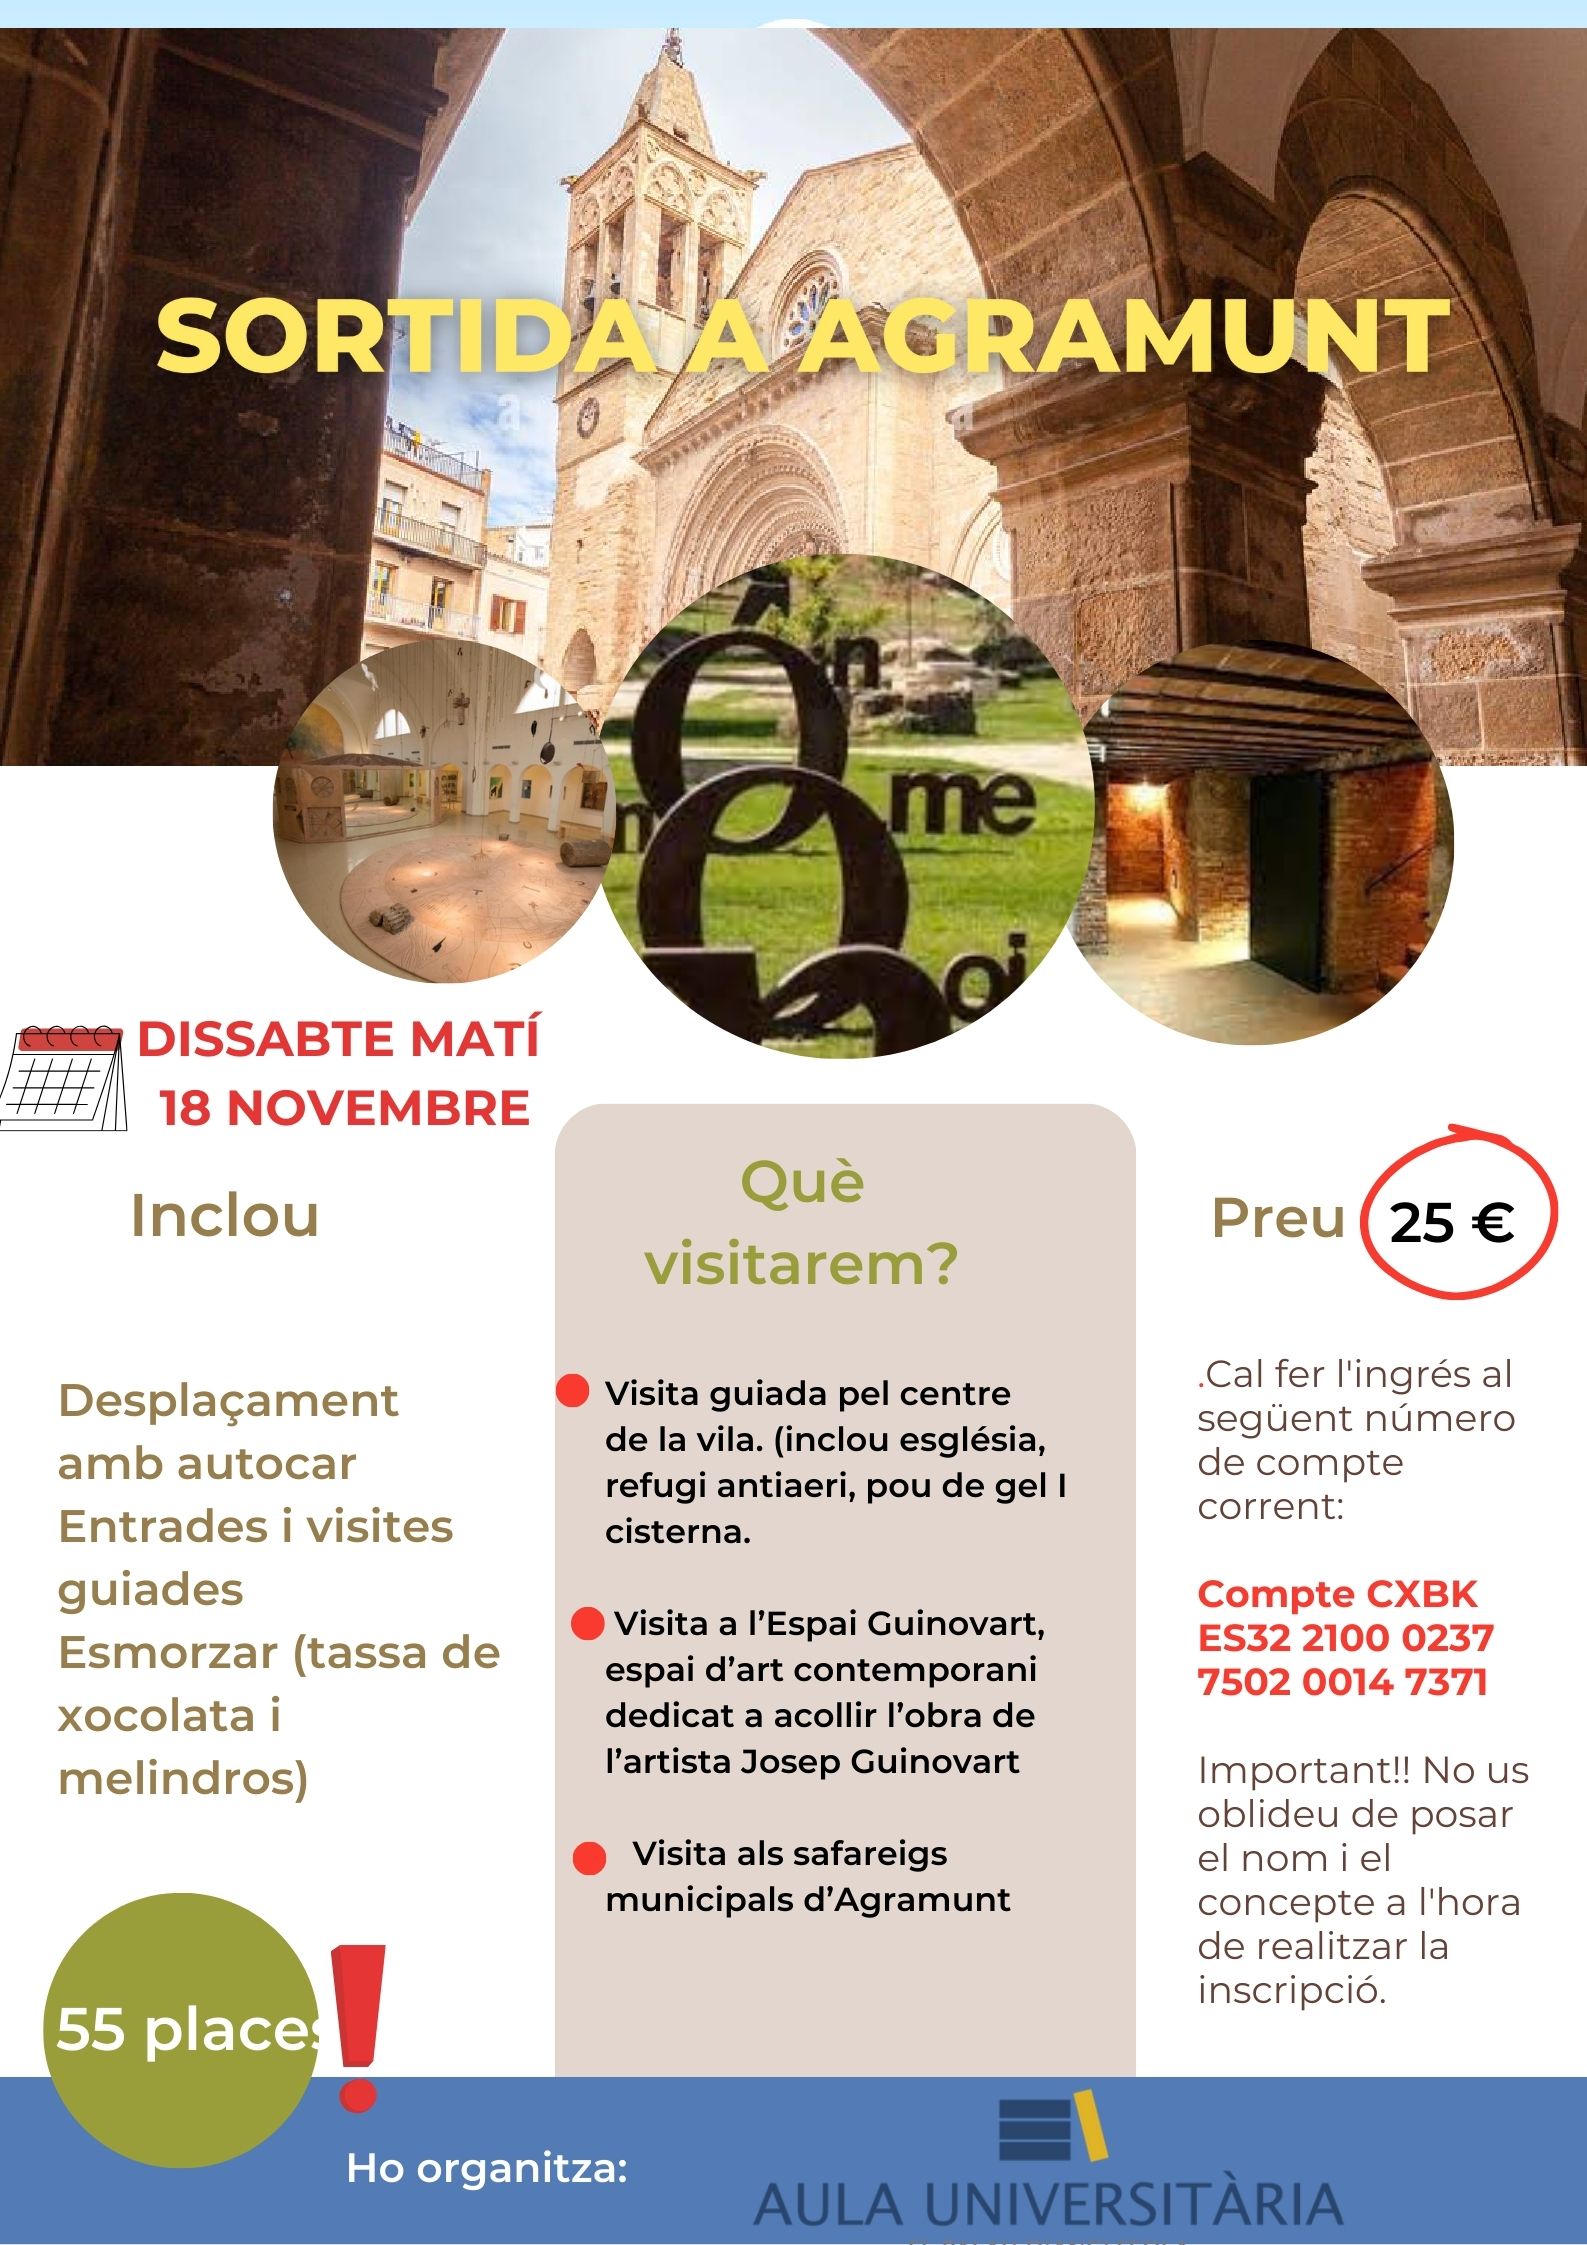 SORTIDA A AGRAMUNT
a a
n
me
m
gi
DISSABTE MATÍ
18 NOVEMBRE
Inclou
Desplaçament
amb autocar
Entrades i visites
guiades
Esmorzar (tassa de
xocolata i
melindros)
55 places
Què
visitarem?
Visita guiada pel centre
de la vila. (inclou església,
refugi antiaeri, pou de gel I
cisterna.
Visita a l’Espai Guinovart,
espai d’art contemporani
dedicat a acollir l’obra de
l’artista Josep Guinovart
Visita als safareigs
municipals d’Agramunt
Preu 25 €
.Cal fer l'ingrés al
següent número
de compte
corrent:
Compte CXBK
ES32 2100 0237
7502 0014 7371
Important!! No us
oblideu de posar
el nom i el
concepte a l'hora
de realitzar la
inscripció.
Ho organitza:
AULA UNIVERSITÀRIA